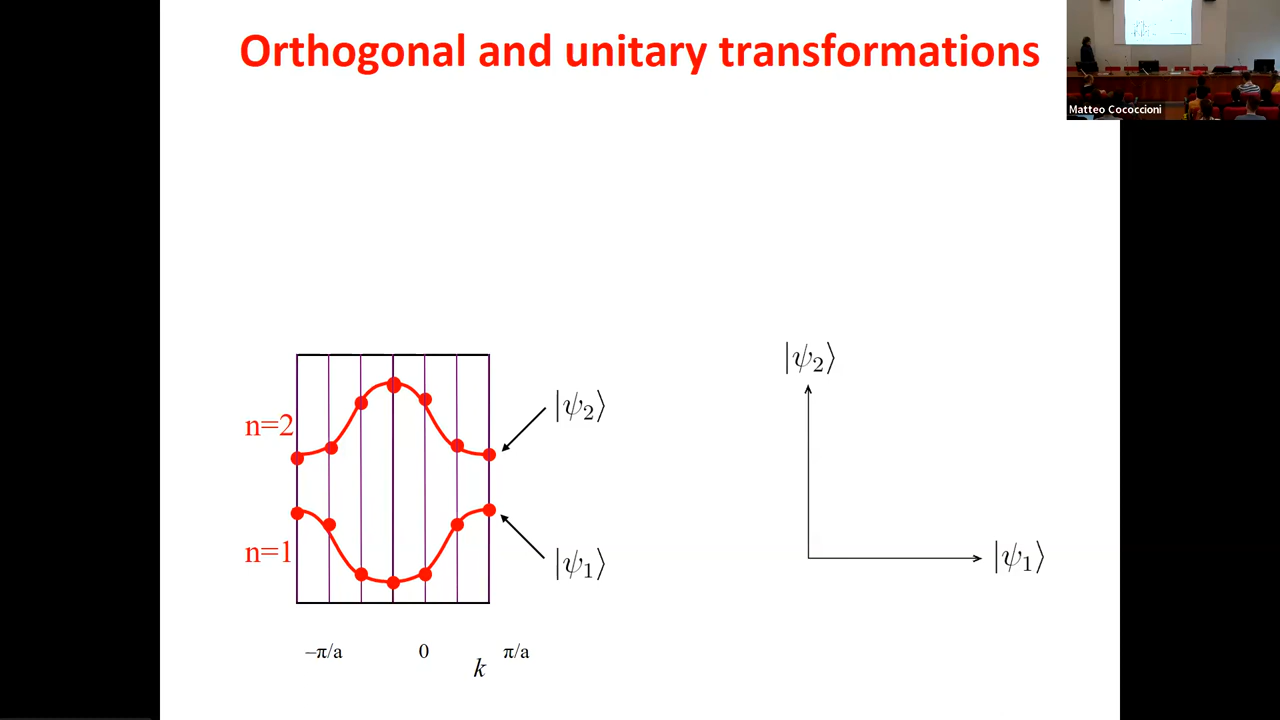 Orthogonal and unitary transformations
Matteo Cococcioni
|ψ₂⟩
n=2
|ψ₂⟩
n=1
|ψ₁⟩
|ψ₁⟩
–π/a
0
π/a
k